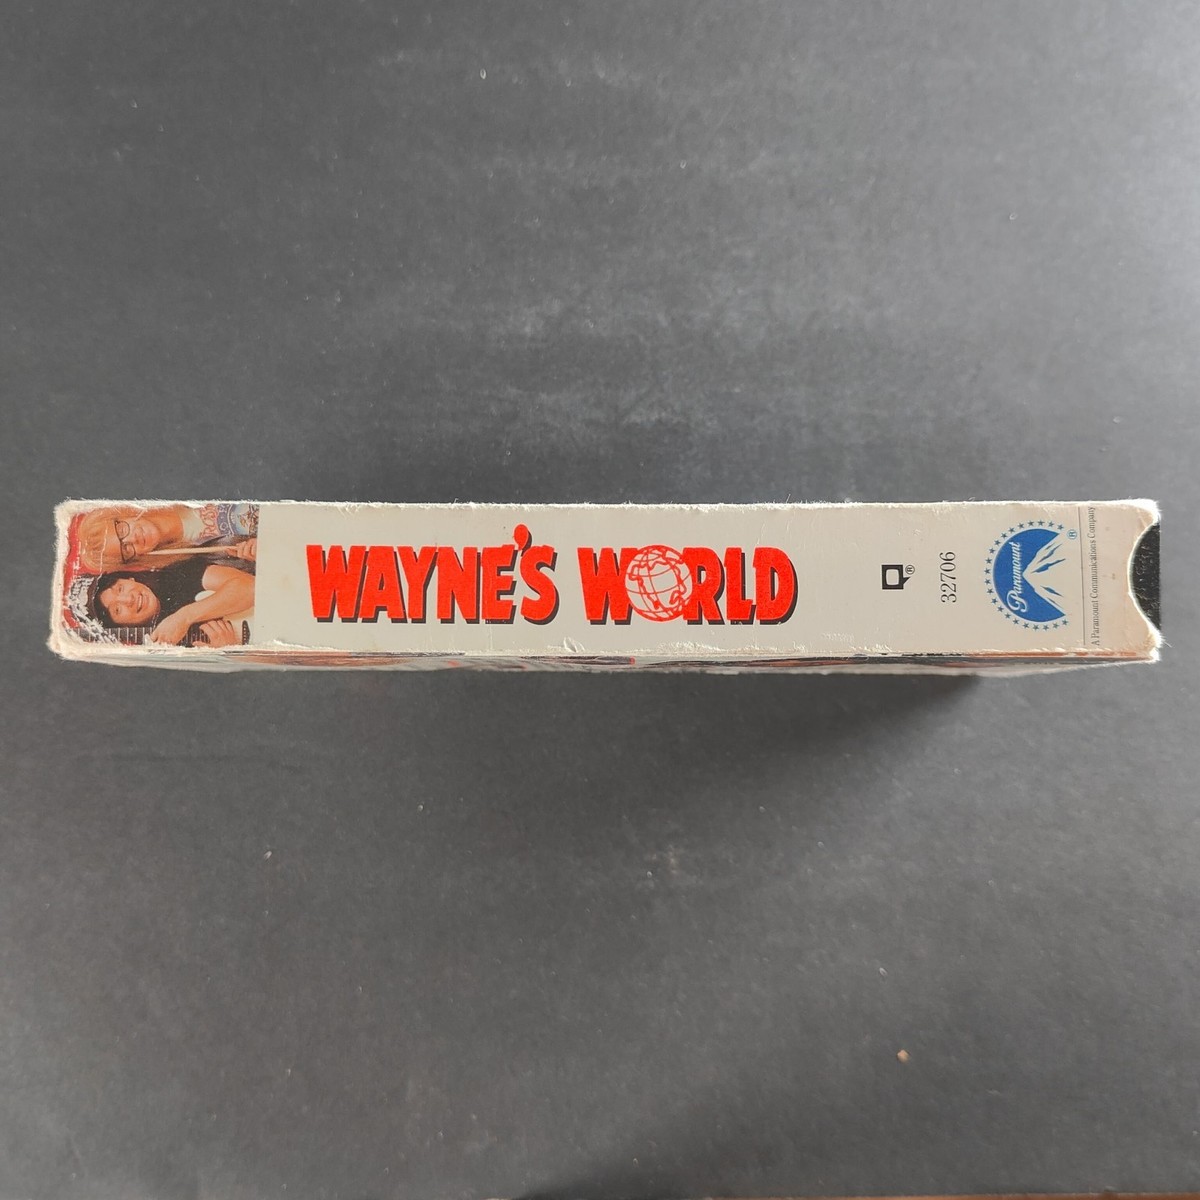 WAYNE'S WORLD
®
32706
Paramount
®
A Paramount Communications Company